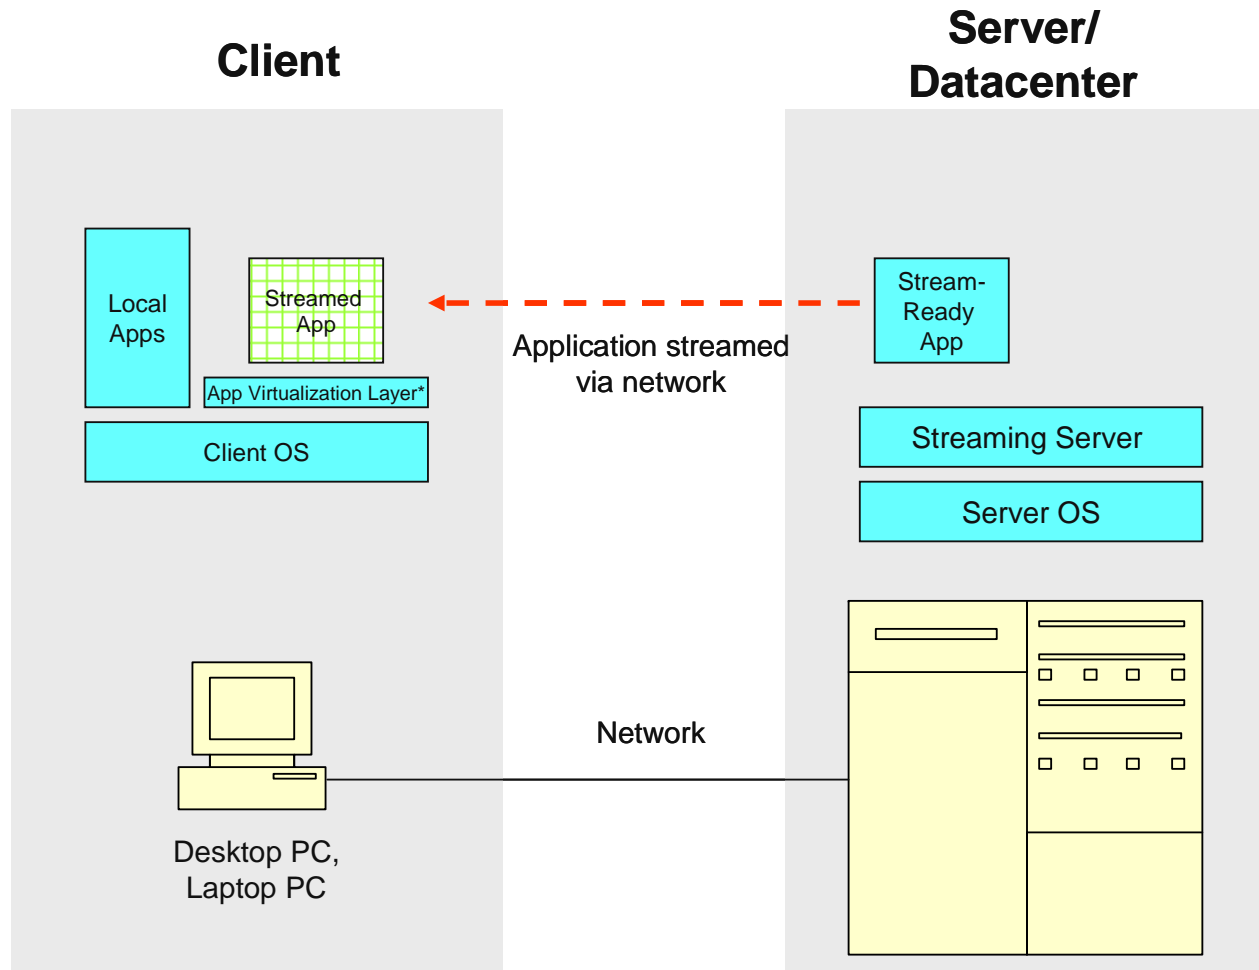 Client
Server/
Datacenter
Local
Apps
Streamed
App
App Virtualization Layer*
Client OS
Application streamed
via network
Stream-
Ready
App
Streaming Server
Server OS
Network
Desktop PC,
Laptop PC